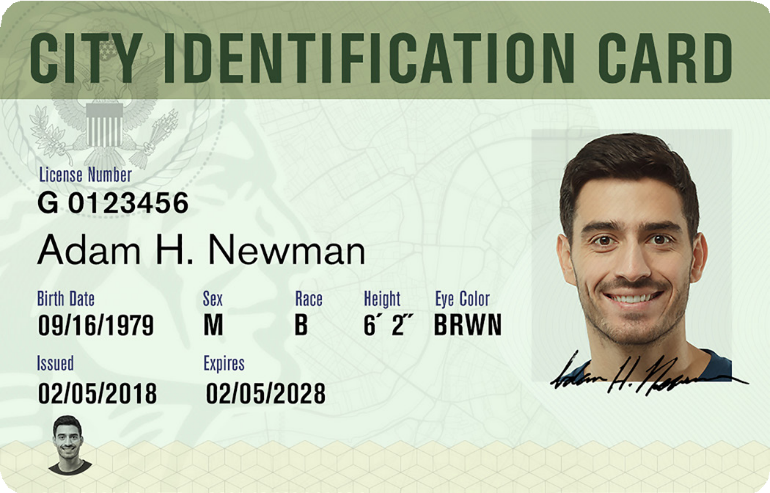 CITY IDENTIFICATION CARD
License Number
G 0123456
Adam H. Newman
Birth Date Sex Race Height Eye Color
09/16/1979 M B 6´ 2˝ BRWN
Issued Expires
02/05/2018 02/05/2028
Adam H. Newman